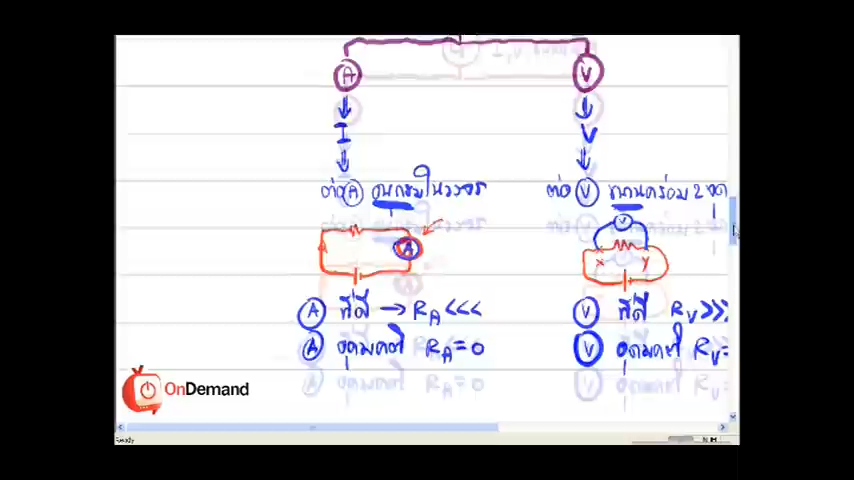 A V
I V
ต่อ A อนุกรมในวงจร ต่อ V ขนานคร่อม 2 จุด
A V
x y
A ที่ดี → R_A <<< V ที่ดี R_V >>>
A อุดมคติ R_A = 0 V อุดมคติ R_V =
OnDemand
Ready